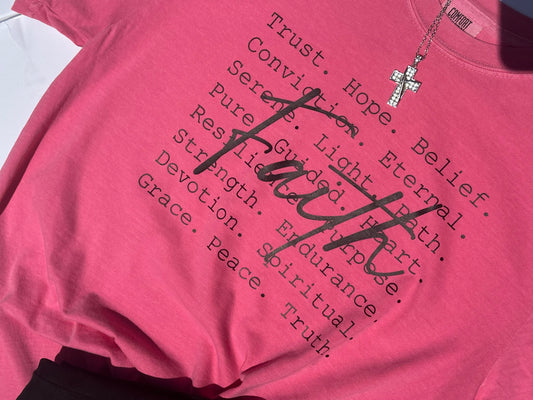 COMFORT
Trust. Hope. Belief.
Conviction. Eternal.
Serene. Light. Path.
Pure. Guided. Heart.
Purpose.
Strength. Endurance.
Devotion. Spiritual.
Grace. Peace. Truth.
Faith